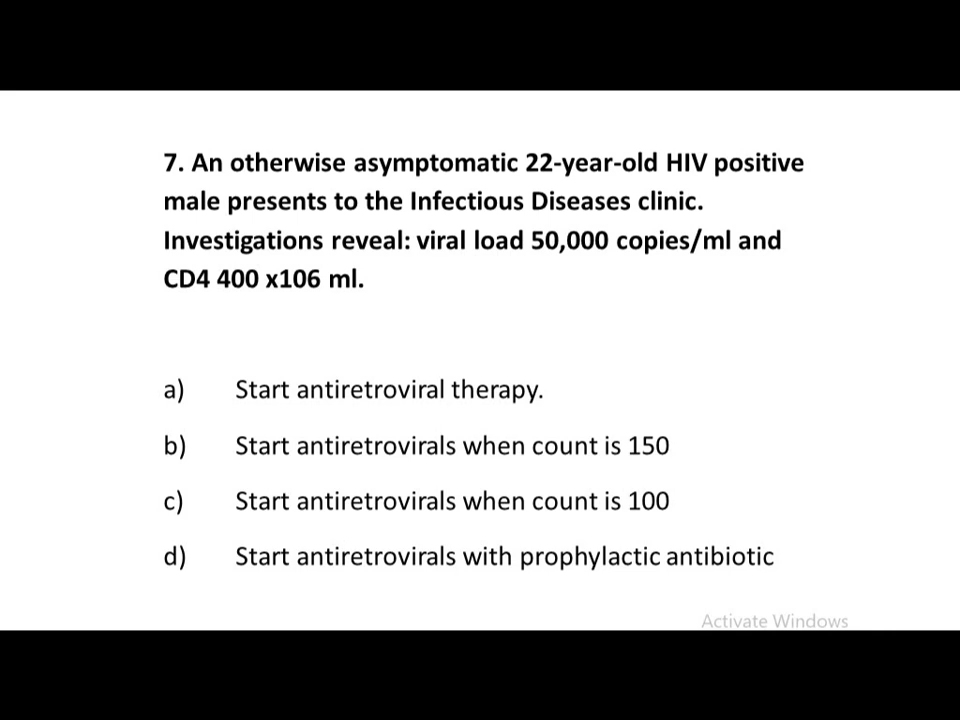 7. An otherwise asymptomatic 22-year-old HIV positive
male presents to the Infectious Diseases clinic.
Investigations reveal: viral load 50,000 copies/ml and
CD4 400 x106 ml.
a) Start antiretroviral therapy.
b) Start antiretrovirals when count is 150
c) Start antiretrovirals when count is 100
d) Start antiretrovirals with prophylactic antibiotic
Activate Windows